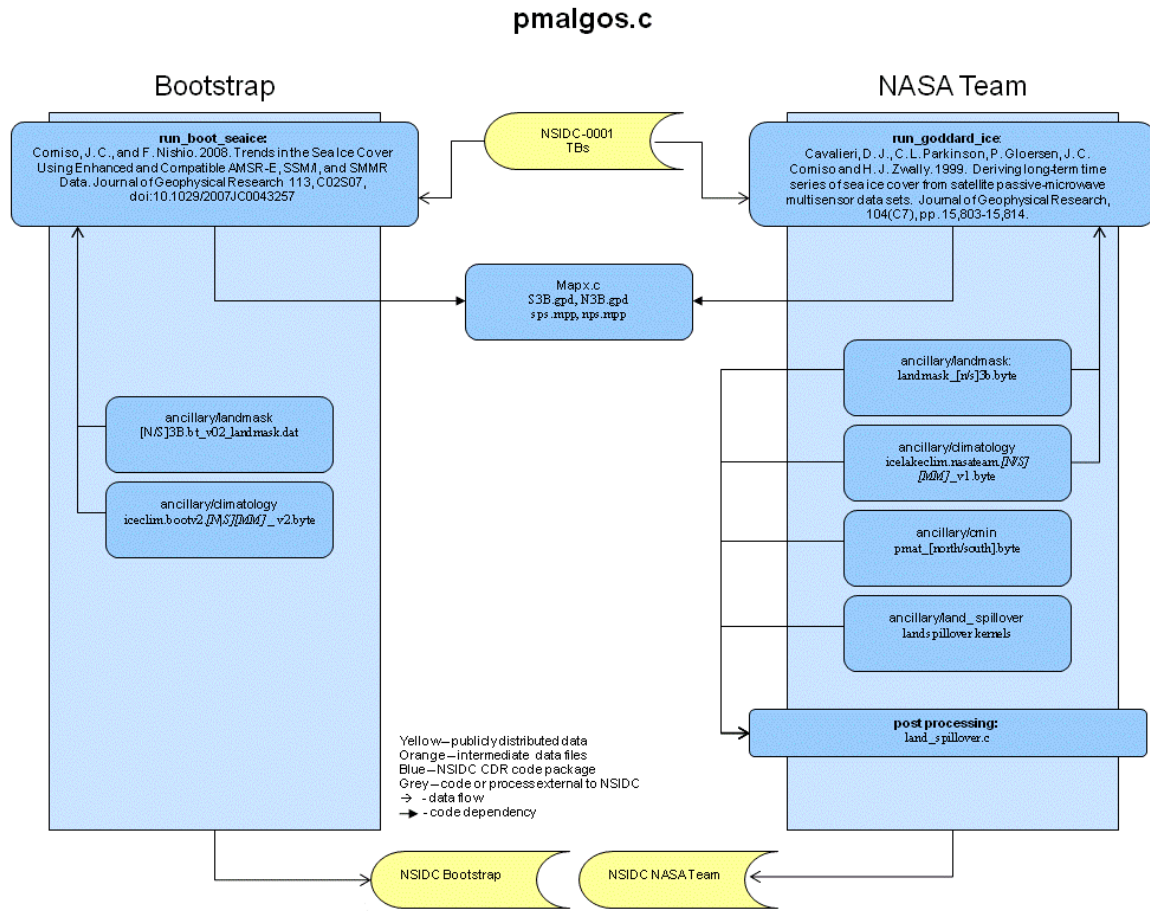 pmalgos.c
Bootstrap
NASA Team
run_boot_seaice:
Comiso, J. C., and F. Nishio. 2008. Trends in the Sea Ice Cover
Using Enhanced and Compatible AMSR-E, SSM/I, and SMMR
Data. Journal of Geophysical Research 113, C02S07,
doi:10.1029/2007JC0043257
NSIDC-0001
TBs
run_goddard_ice:
Cavalieri, D. J., C. L. Parkinson, P. Gloersen, J. C.
Comiso and H. J. Zwally. 1999. Deriving long-term time
series of sea ice cover from satellite passive-microwave
multisensor data sets. Journal of Geophysical Research,
104(C7), pp. 15,803-15,814.
Mapx.c
S3B.gpd, N3B.gpd
sps.mpp, nps.mpp
ancillary/landmask
[N/S]3B.bt_v02_landmask.dat
ancillary/climatology
iceclim.bootv2.[N|S][MM]_v2.byte
ancillary/landmask:
landmask_[n/s]3b.byte
ancillary/climatology
icelakeclim.nasateam.[N/S]
[MM]_v1.byte
ancillary/cmin
pmat_[north/south].byte
ancillary/land_spillover
landspillover kernels
post processing:
land_spillover.c
Yellow–publicly distributed data
Orange–intermediate data files
Blue–NSIDC CDR code package
Grey–code or process external to NSIDC
→ - data flow
➔ - code dependency
NSIDC Bootstrap
NSIDC NASA Team